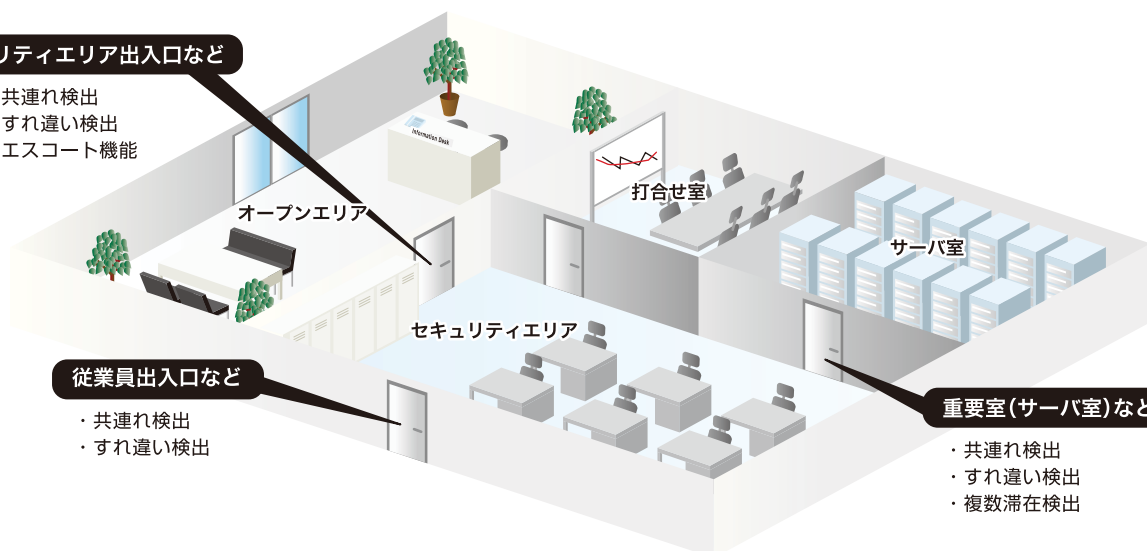 リティエリア出入口など
共連れ検出
すれ違い検出
エスコート機能
Information Desk
オープンエリア
打合せ室
サーバ室
セキュリティエリア
従業員出入口など
・共連れ検出
・すれ違い検出
重要室(サーバ室)など
・共連れ検出
・すれ違い検出
・複数滞在検出